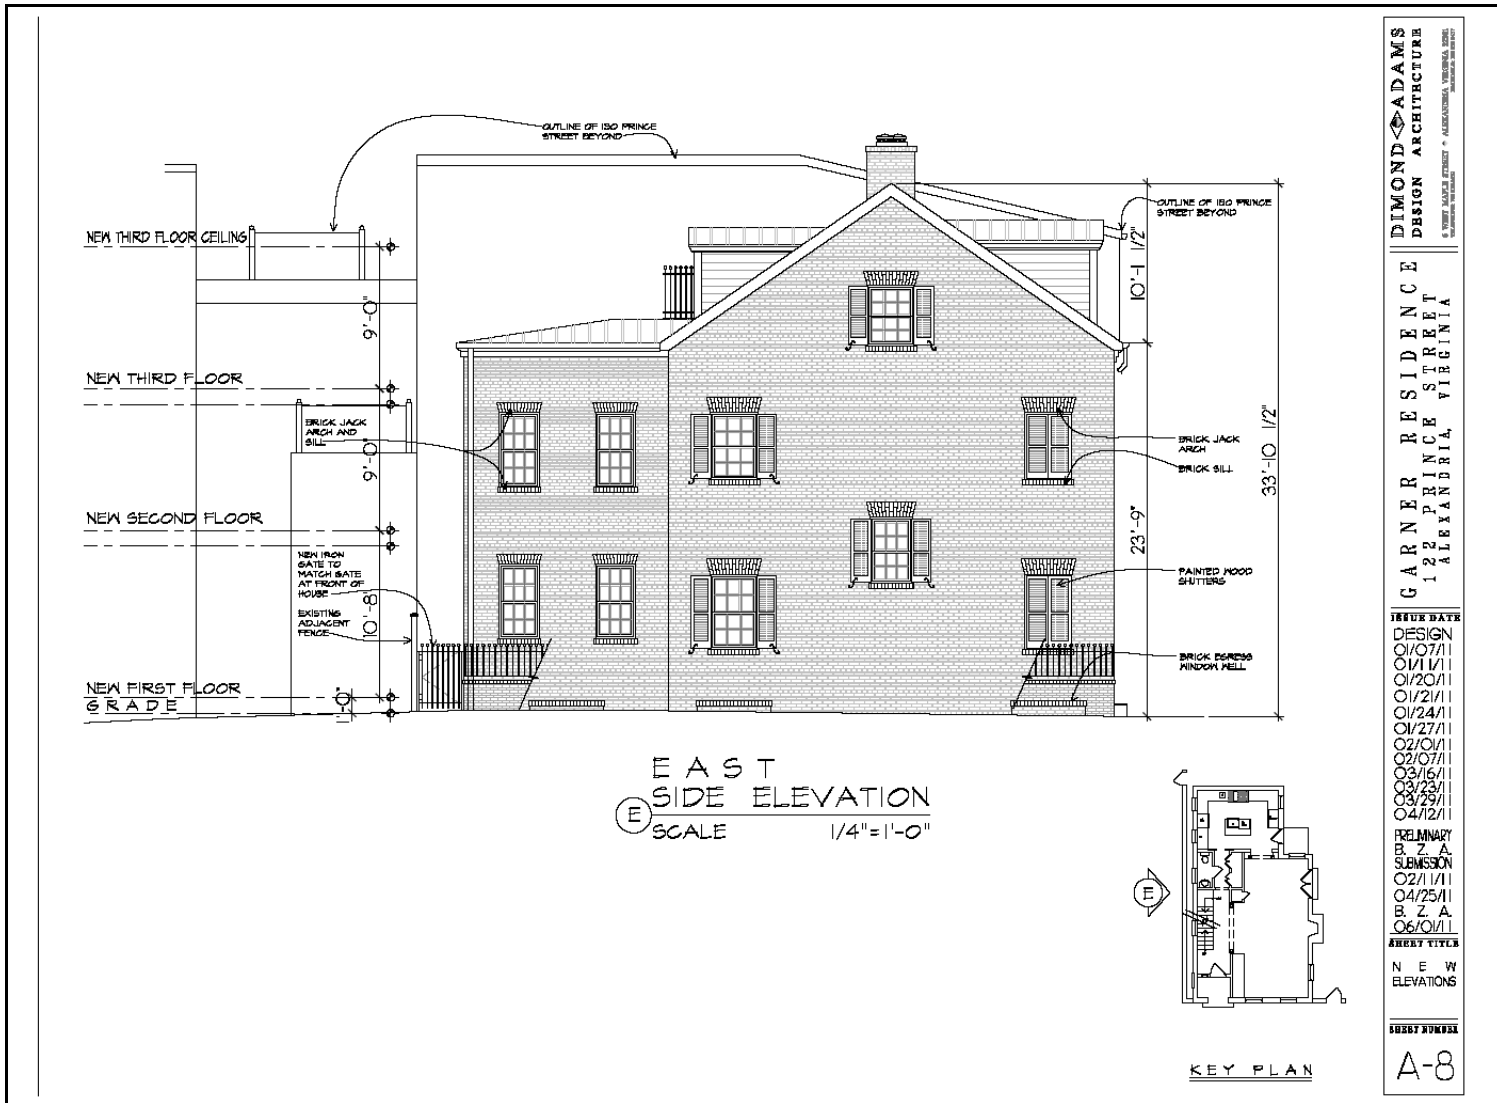 OUTLINE OF 120 PRINCE
STREET BEYOND
OUTLINE OF 120 PRINCE
STREET BEYOND
NEW THIRD FLOOR CEILING
9'-0"
NEW THIRD FLOOR
BRICK JACK
ARCH AND
SILL
9'-0"
NEW SECOND FLOOR
NEW IRON
GATE TO
MATCH GATE
AT FRONT OF
HOUSE
EXISTING
ADJACENT
FENCE
10'-8"
NEW FIRST FLOOR
GRADE
1'-0"
10'-1 1/2"
33'-10 1/2"
23'-9"
BRICK JACK
ARCH
BRICK SILL
PAINTED WOOD
SHUTTERS
BRICK EGRESS
WINDOW WELL
EAST
SIDE ELEVATION
E
SCALE 1/4"=1'-0"
E
KEY PLAN
DIMOND ADAMS
DESIGN ARCHITECTURE
GARNER RESIDENCE
122 PRINCE STREET
ALEXANDRIA, VIRGINIA
ISSUE DATE
DESIGN
01/07/11
01/11/11
01/20/11
01/21/11
01/24/11
01/27/11
02/01/11
02/07/11
03/16/11
03/23/11
03/29/11
04/12/11
PRELIMINARY
B. Z. A.
SUBMISSION
02/11/11
04/25/11
B. Z. A.
06/01/11
SHEET TITLE
NEW
ELEVATIONS
SHEET NUMBER
A-8